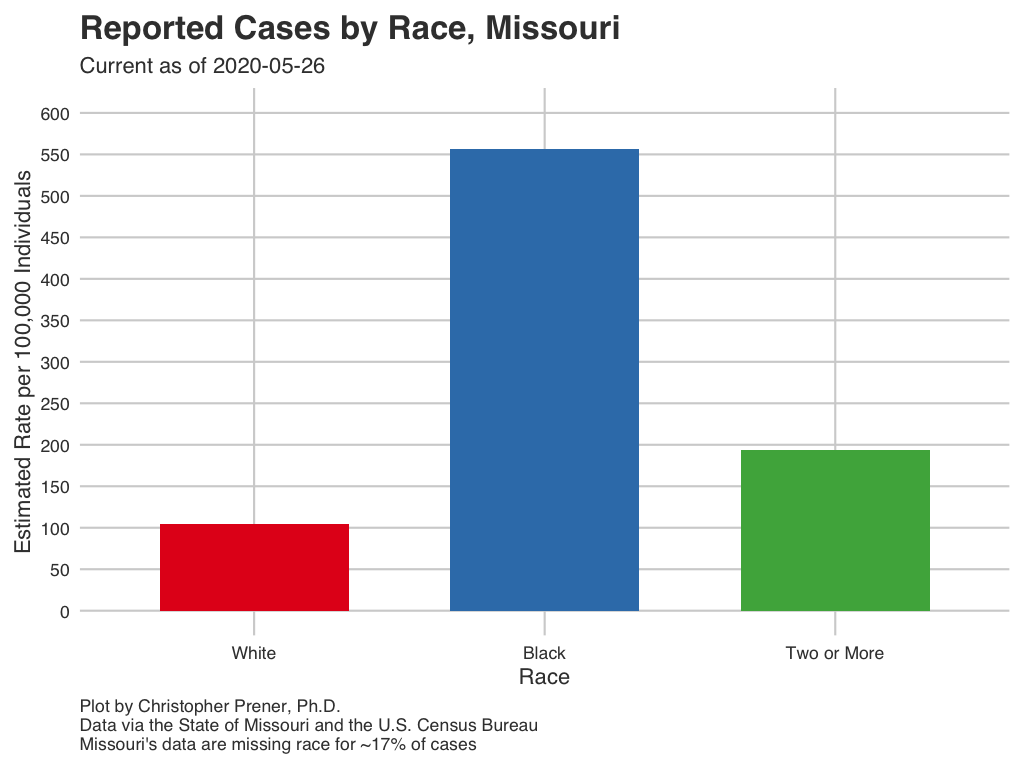 Reported Cases by Race, Missouri
Current as of 2020-05-26
Estimated Rate per 100,000 Individuals
600
550
500
450
400
350
300
250
200
150
100
50
0
White
Black
Two or More
Race
Plot by Christopher Prener, Ph.D.
Data via the State of Missouri and the U.S. Census Bureau
Missouri's data are missing race for ~17% of cases